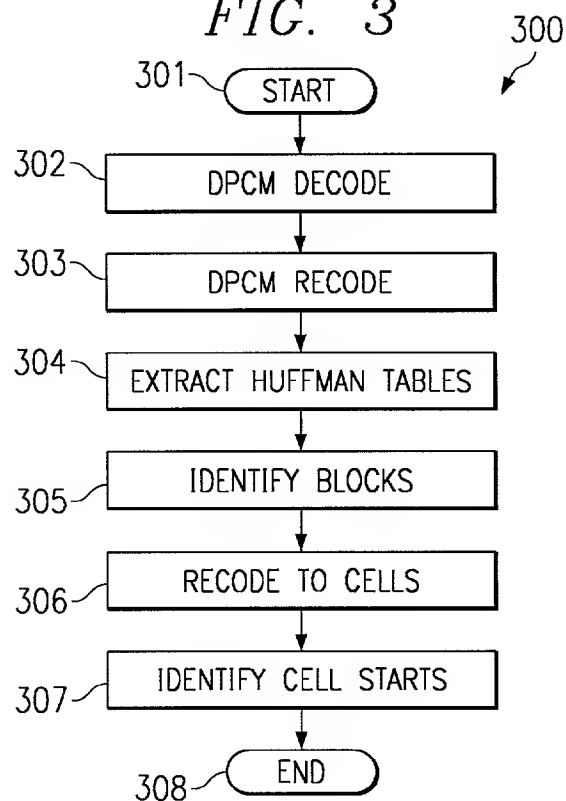 FIG. 3
300
301
START
302
DPCM DECODE
303
DPCM RECODE
304
EXTRACT HUFFMAN TABLES
IDENTIFY BLOCKS
305
RECODE TO CELLS
306
IDENTIFY CELL STARTS
307
END
308